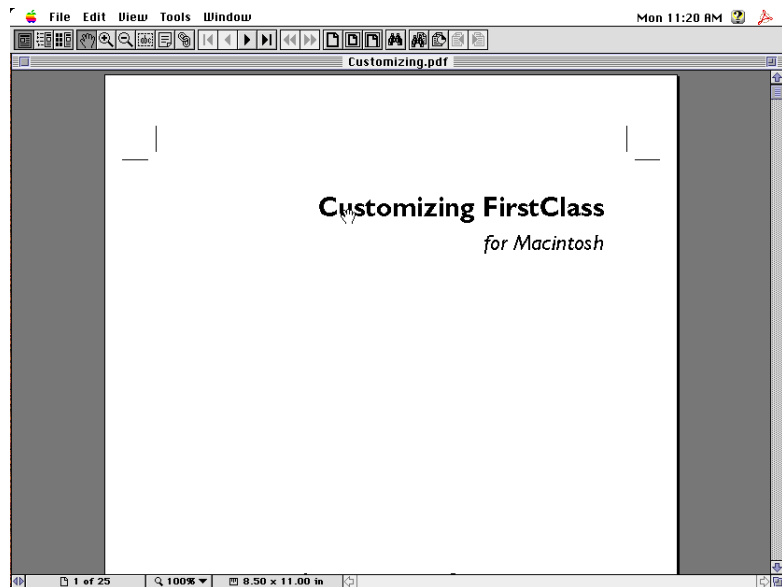 File Edit View Tools Window Mon 11:20 AM
Customizing.pdf
Customizing FirstClass
for Macintosh
1 of 25 100% 8.50 x 11.00 in